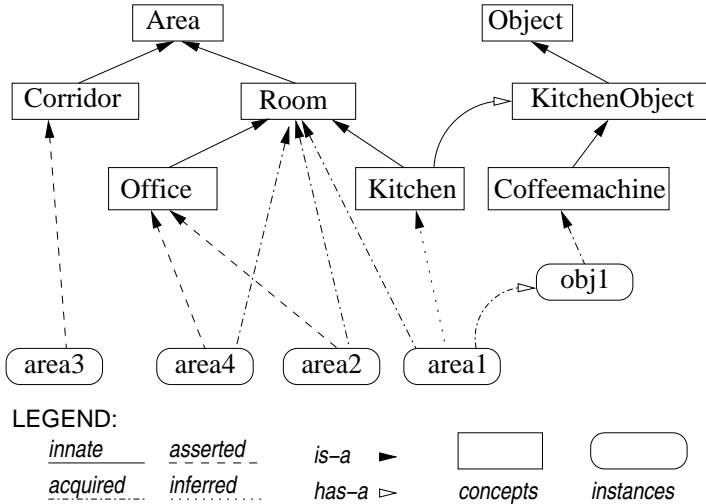 Area Object
Corridor Room KitchenObject
Office Kitchen Coffeemachine
obj1
area3 area4 area2 area1
LEGEND:
innate asserted is-a
acquired inferred has-a concepts instances